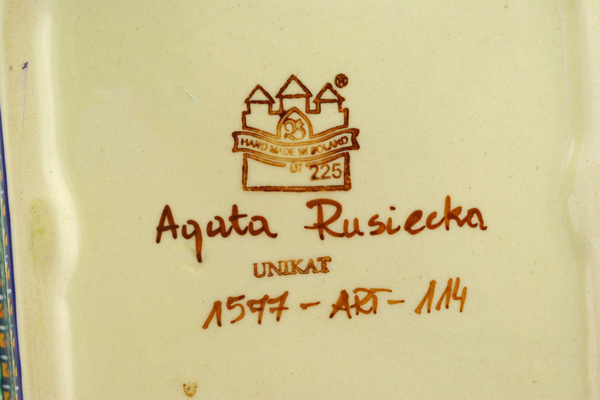 ®
HAND MADE IN POLAND
225
Agata Rusiecka
UNIKAT
1577-ART-114